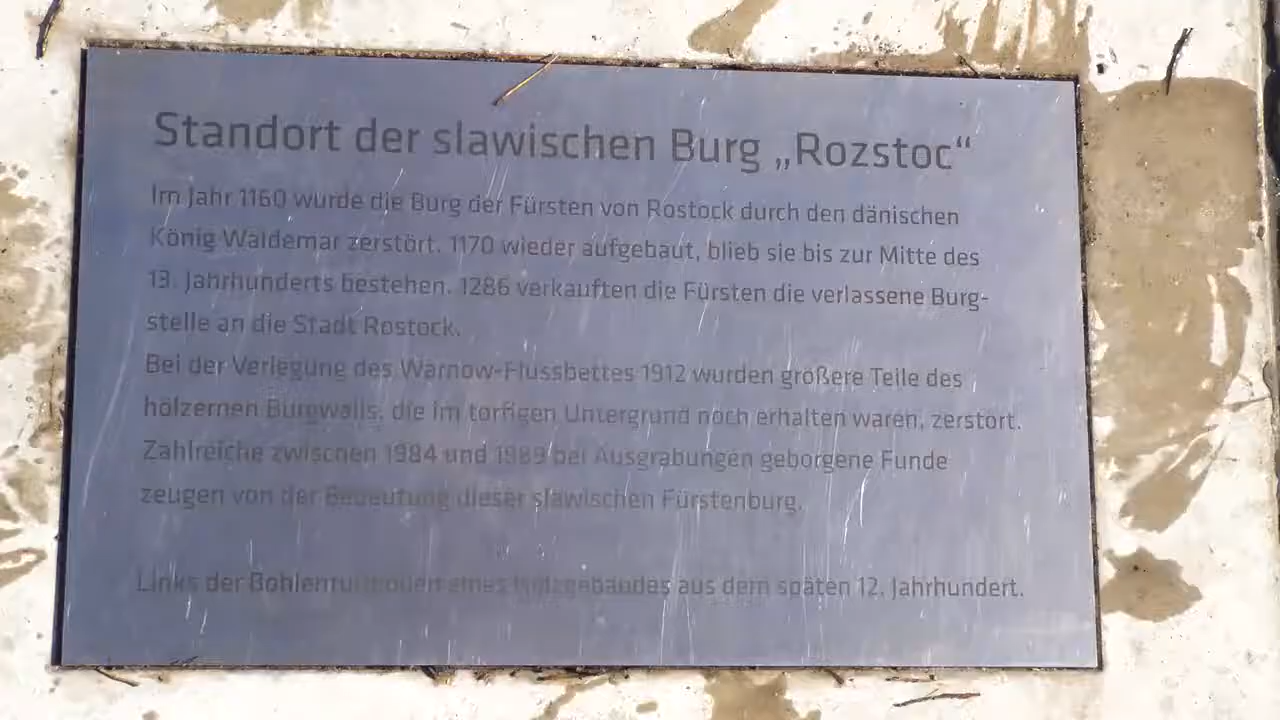 Standort der slawischen Burg „Rozstoc“
Im Jahr 1160 wurde die Burg der Fürsten von Rostock durch den dänischen
König Waldemar zerstört. 1170 wieder aufgebaut, blieb sie bis zur Mitte des
13. Jahrhunderts bestehen. 1286 verkauften die Fürsten die verlassene Burg-
stelle an die Stadt Rostock.
Bei der Verlegung des Warnow-Flussbettes 1912 wurden größere Teile des
hölzernen Burgwalls, die im torfigen Untergrund noch erhalten waren, zerstört.
Zahlreiche zwischen 1984 und 1989 bei Ausgrabungen geborgene Funde
zeugen von der Bedeutung dieser slawischen Fürstenburg.
Links der Bohlenfußboden eines Holzgebäudes aus dem späten 12. Jahrhundert.